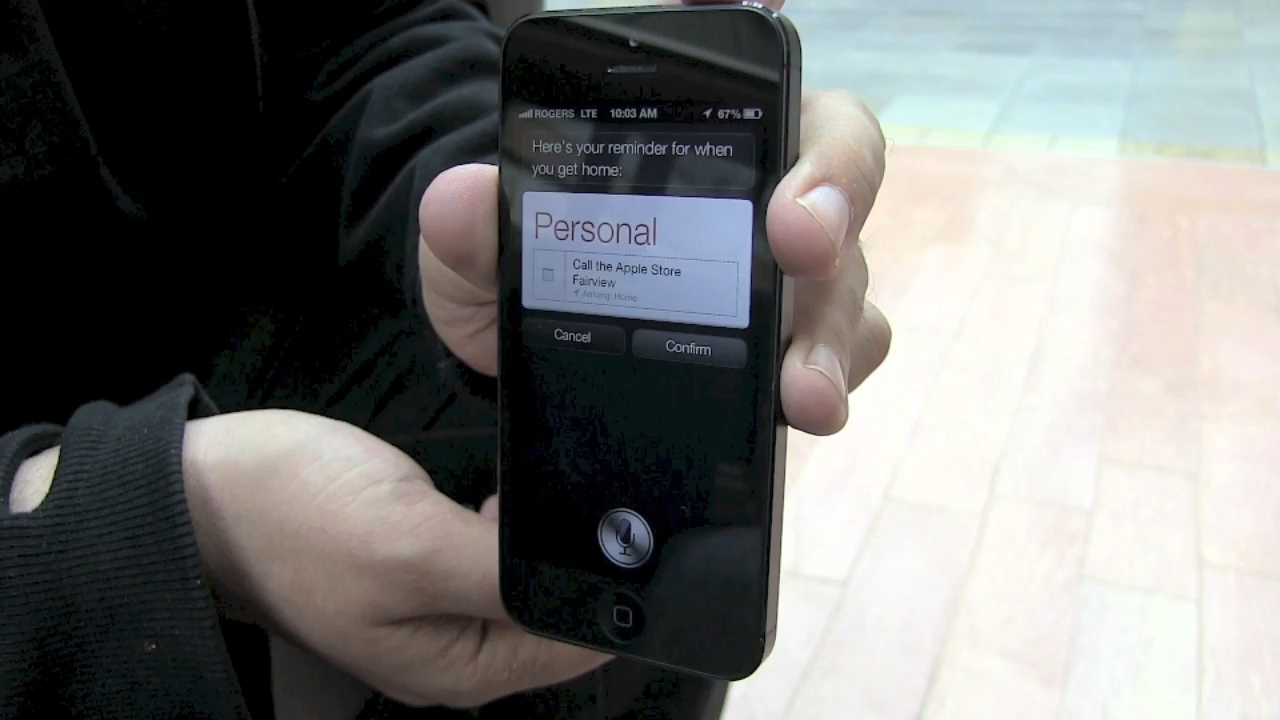 ROGERS LTE 10:03 AM 67%
Here's your reminder for when
you get home:
Personal
Call the Apple Store
Fairview
Arriving: Home
Cancel Confirm